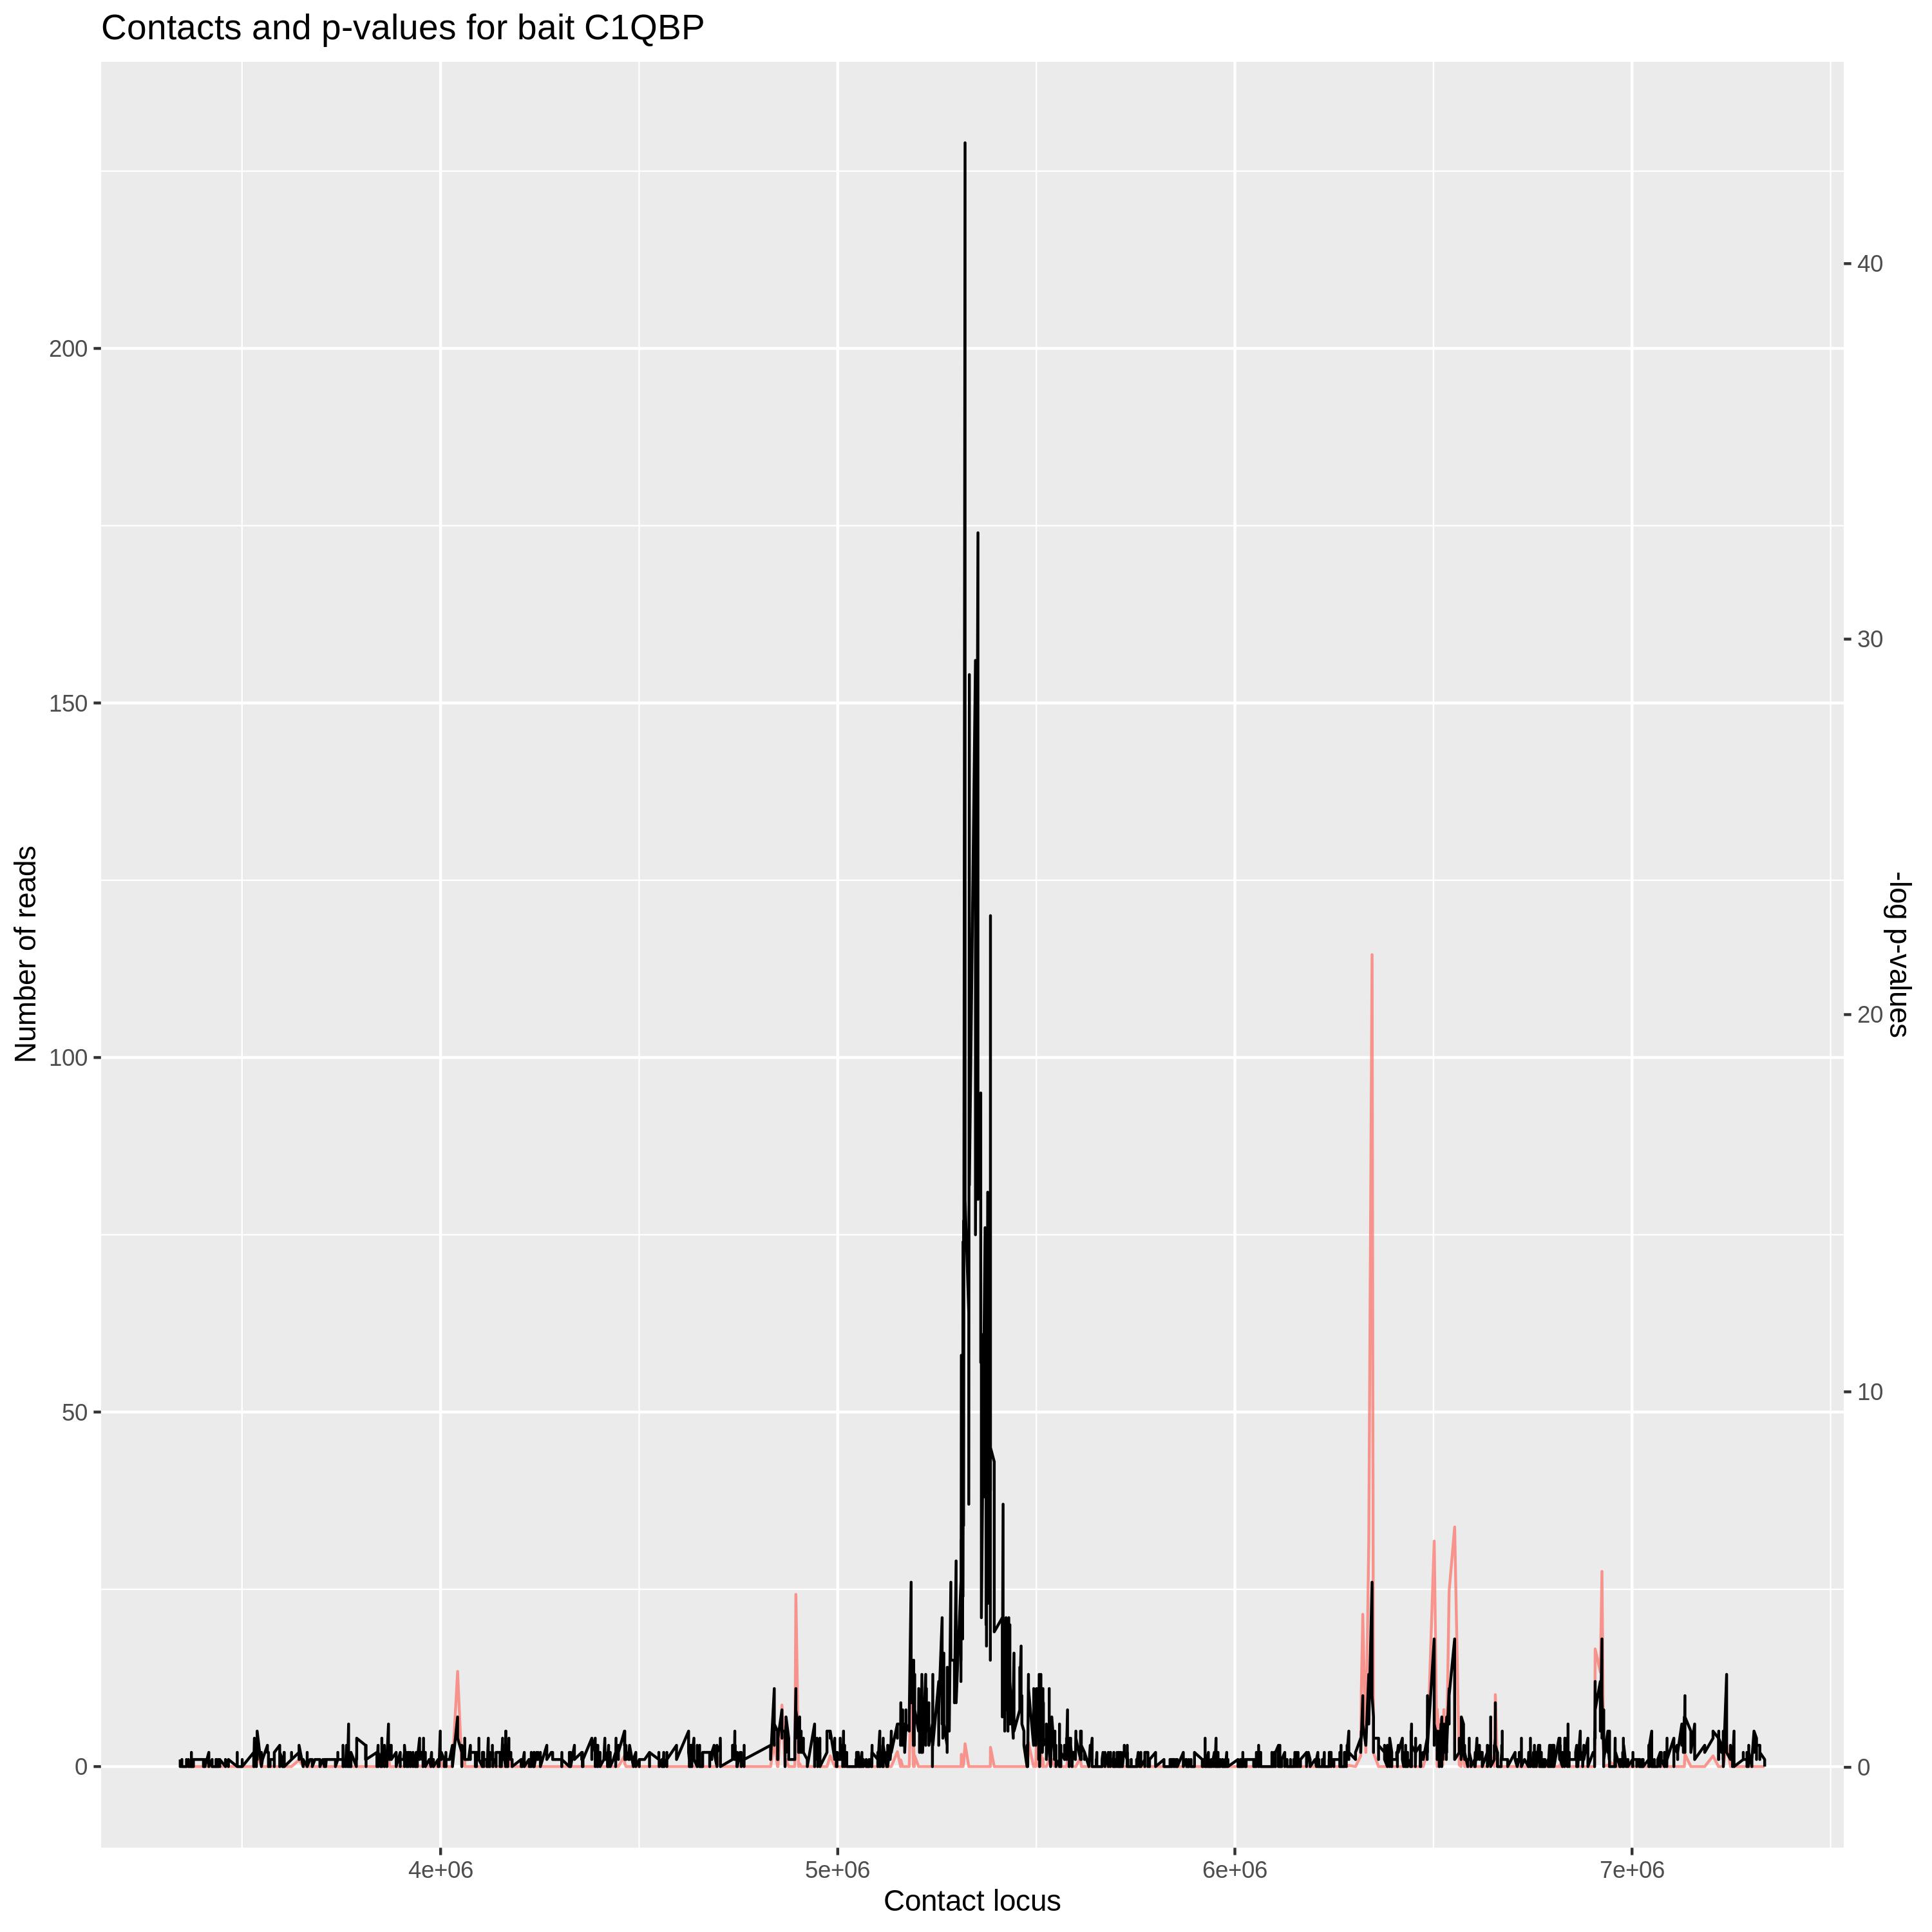 Contacts and p-values for bait C1QBP
Number of reads
200
150
100
50
0
40
30
20
10
0
-log p-values
4e+06 5e+06 6e+06 7e+06
Contact locus